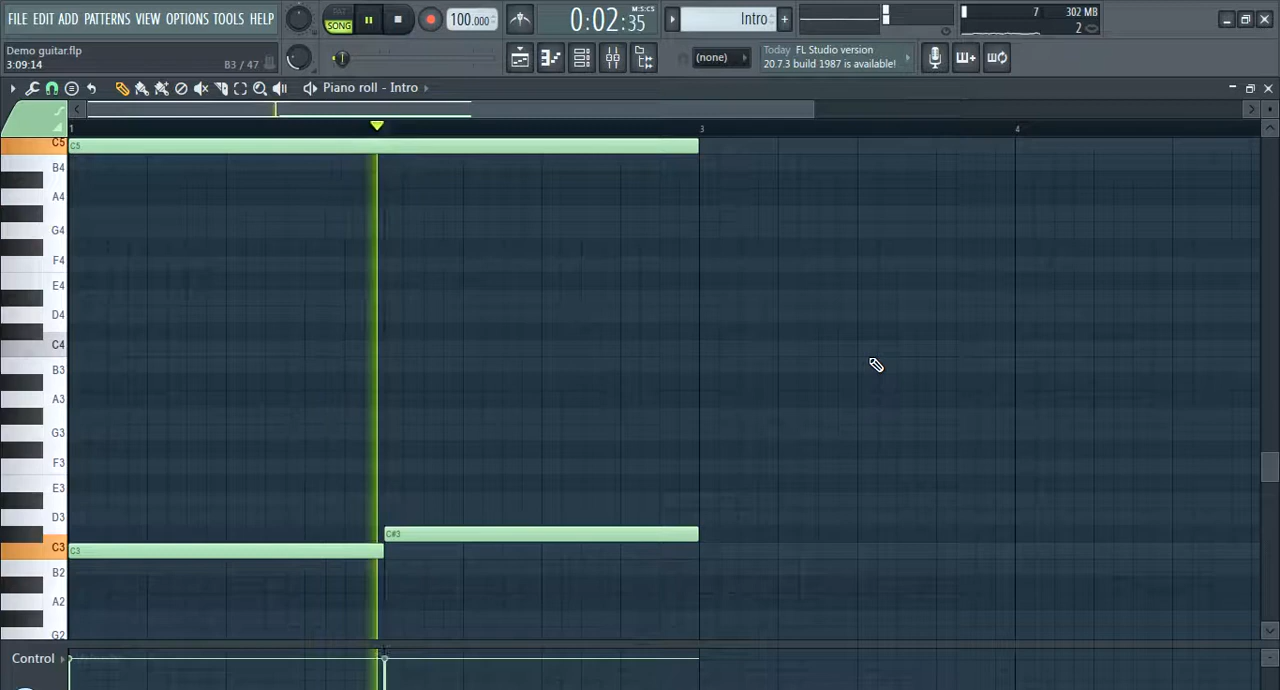 FILE EDIT ADD PATTERNS VIEW OPTIONS TOOLS HELP
PAT
SONG
100.000
0:02:35
M:S:CS
Intro
+
7
302 MB
2
Demo guitar.flp
3:09:14
B3 / 47
(none)
Today FL Studio version
20.7.3 build 1987 is available!
Piano roll - Intro
1
3
4
C5
C5
B4
A4
G4
F4
E4
D4
C4
B3
A3
G3
F3
E3
D3
C#3
C3
C3
B2
A2
G2
Control